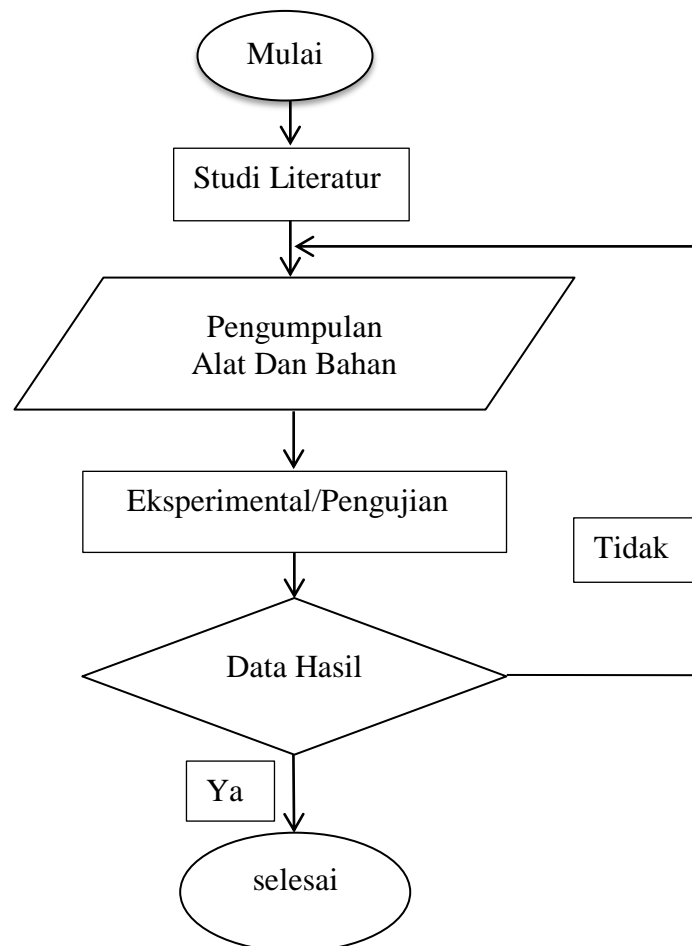 Mulai
Studi Literatur
Pengumpulan
Alat Dan Bahan
Eksperimental/Pengujian
Tidak
Data Hasil
Ya
selesai